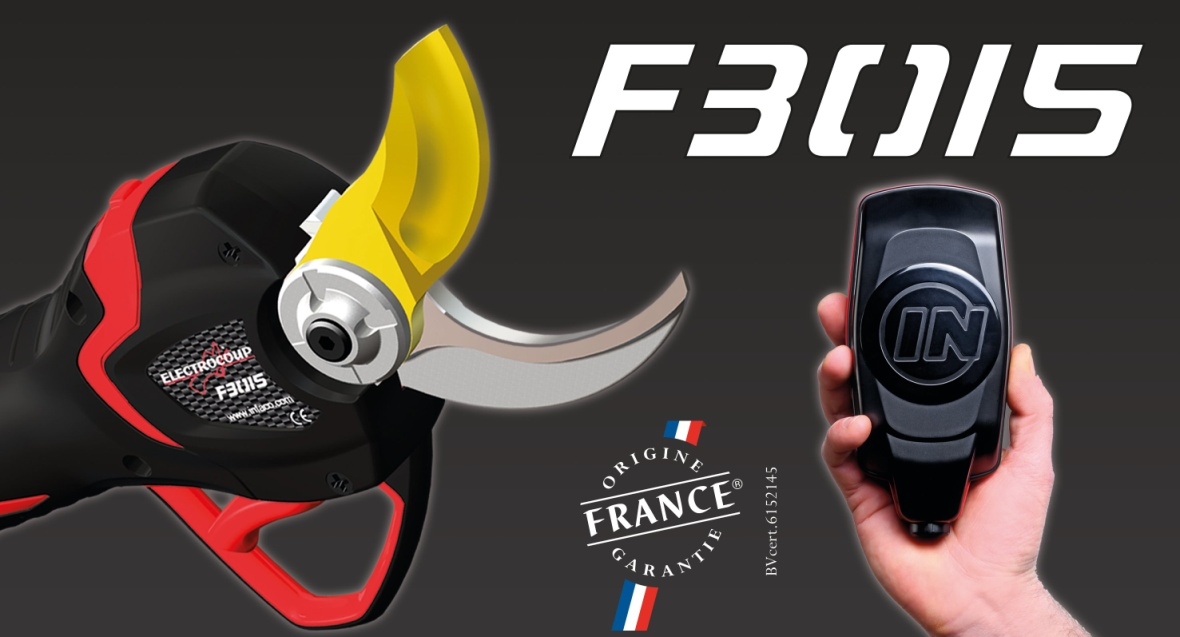 F3015
ELECTROCOUP
F3015
www.infaco.com
CE
IN
ORIGINE
FRANCE®
GARANTIE
BVcert.6152145